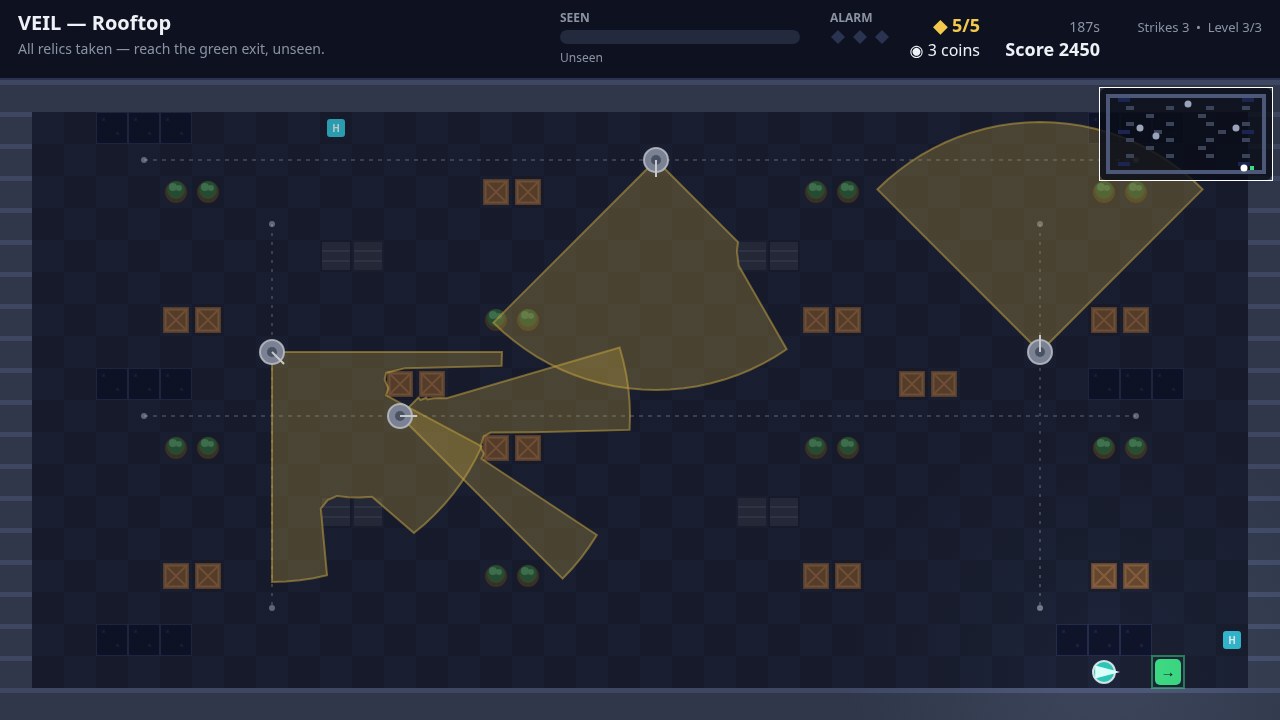 VEIL — Rooftop
All relics taken — reach the green exit, unseen.
SEEN
Unseen
ALARM
◆ 5/5
◉ 3 coins
187s
Score 2450
Strikes 3 • Level 3/3
H
H
→